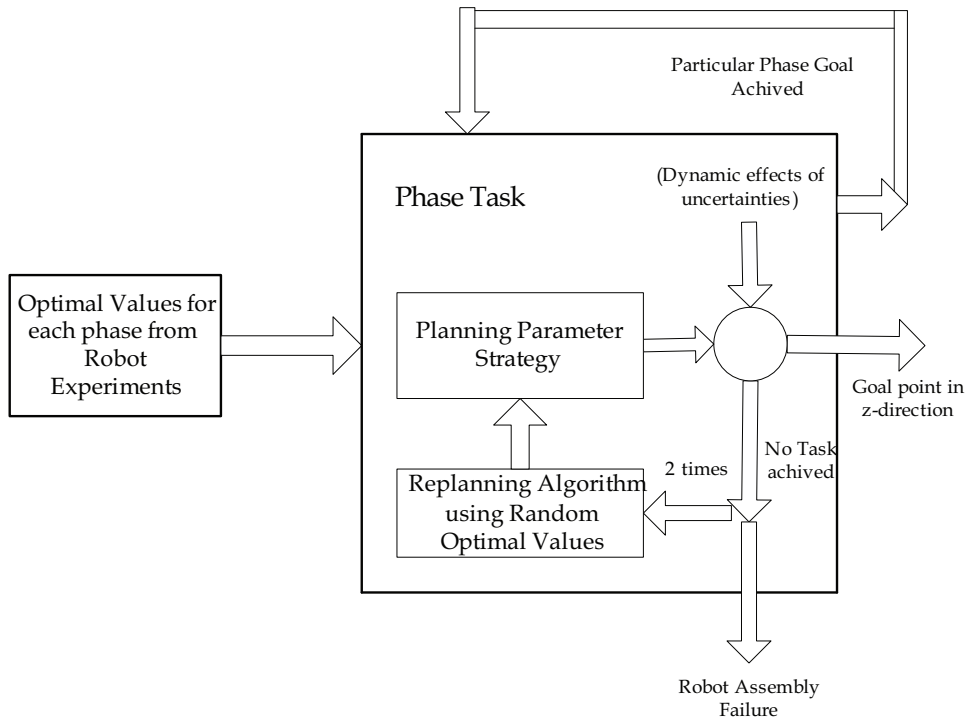 Particular Phase Goal
Achived
(Dynamic effects of
uncertainties)
Phase Task
Optimal Values for
each phase from
Robot
Experiments
Planning Parameter
Strategy
Goal point in
z-direction
No Task
achived
2 times
Replanning Algorithm
using Random
Optimal Values
Robot Assembly
Failure